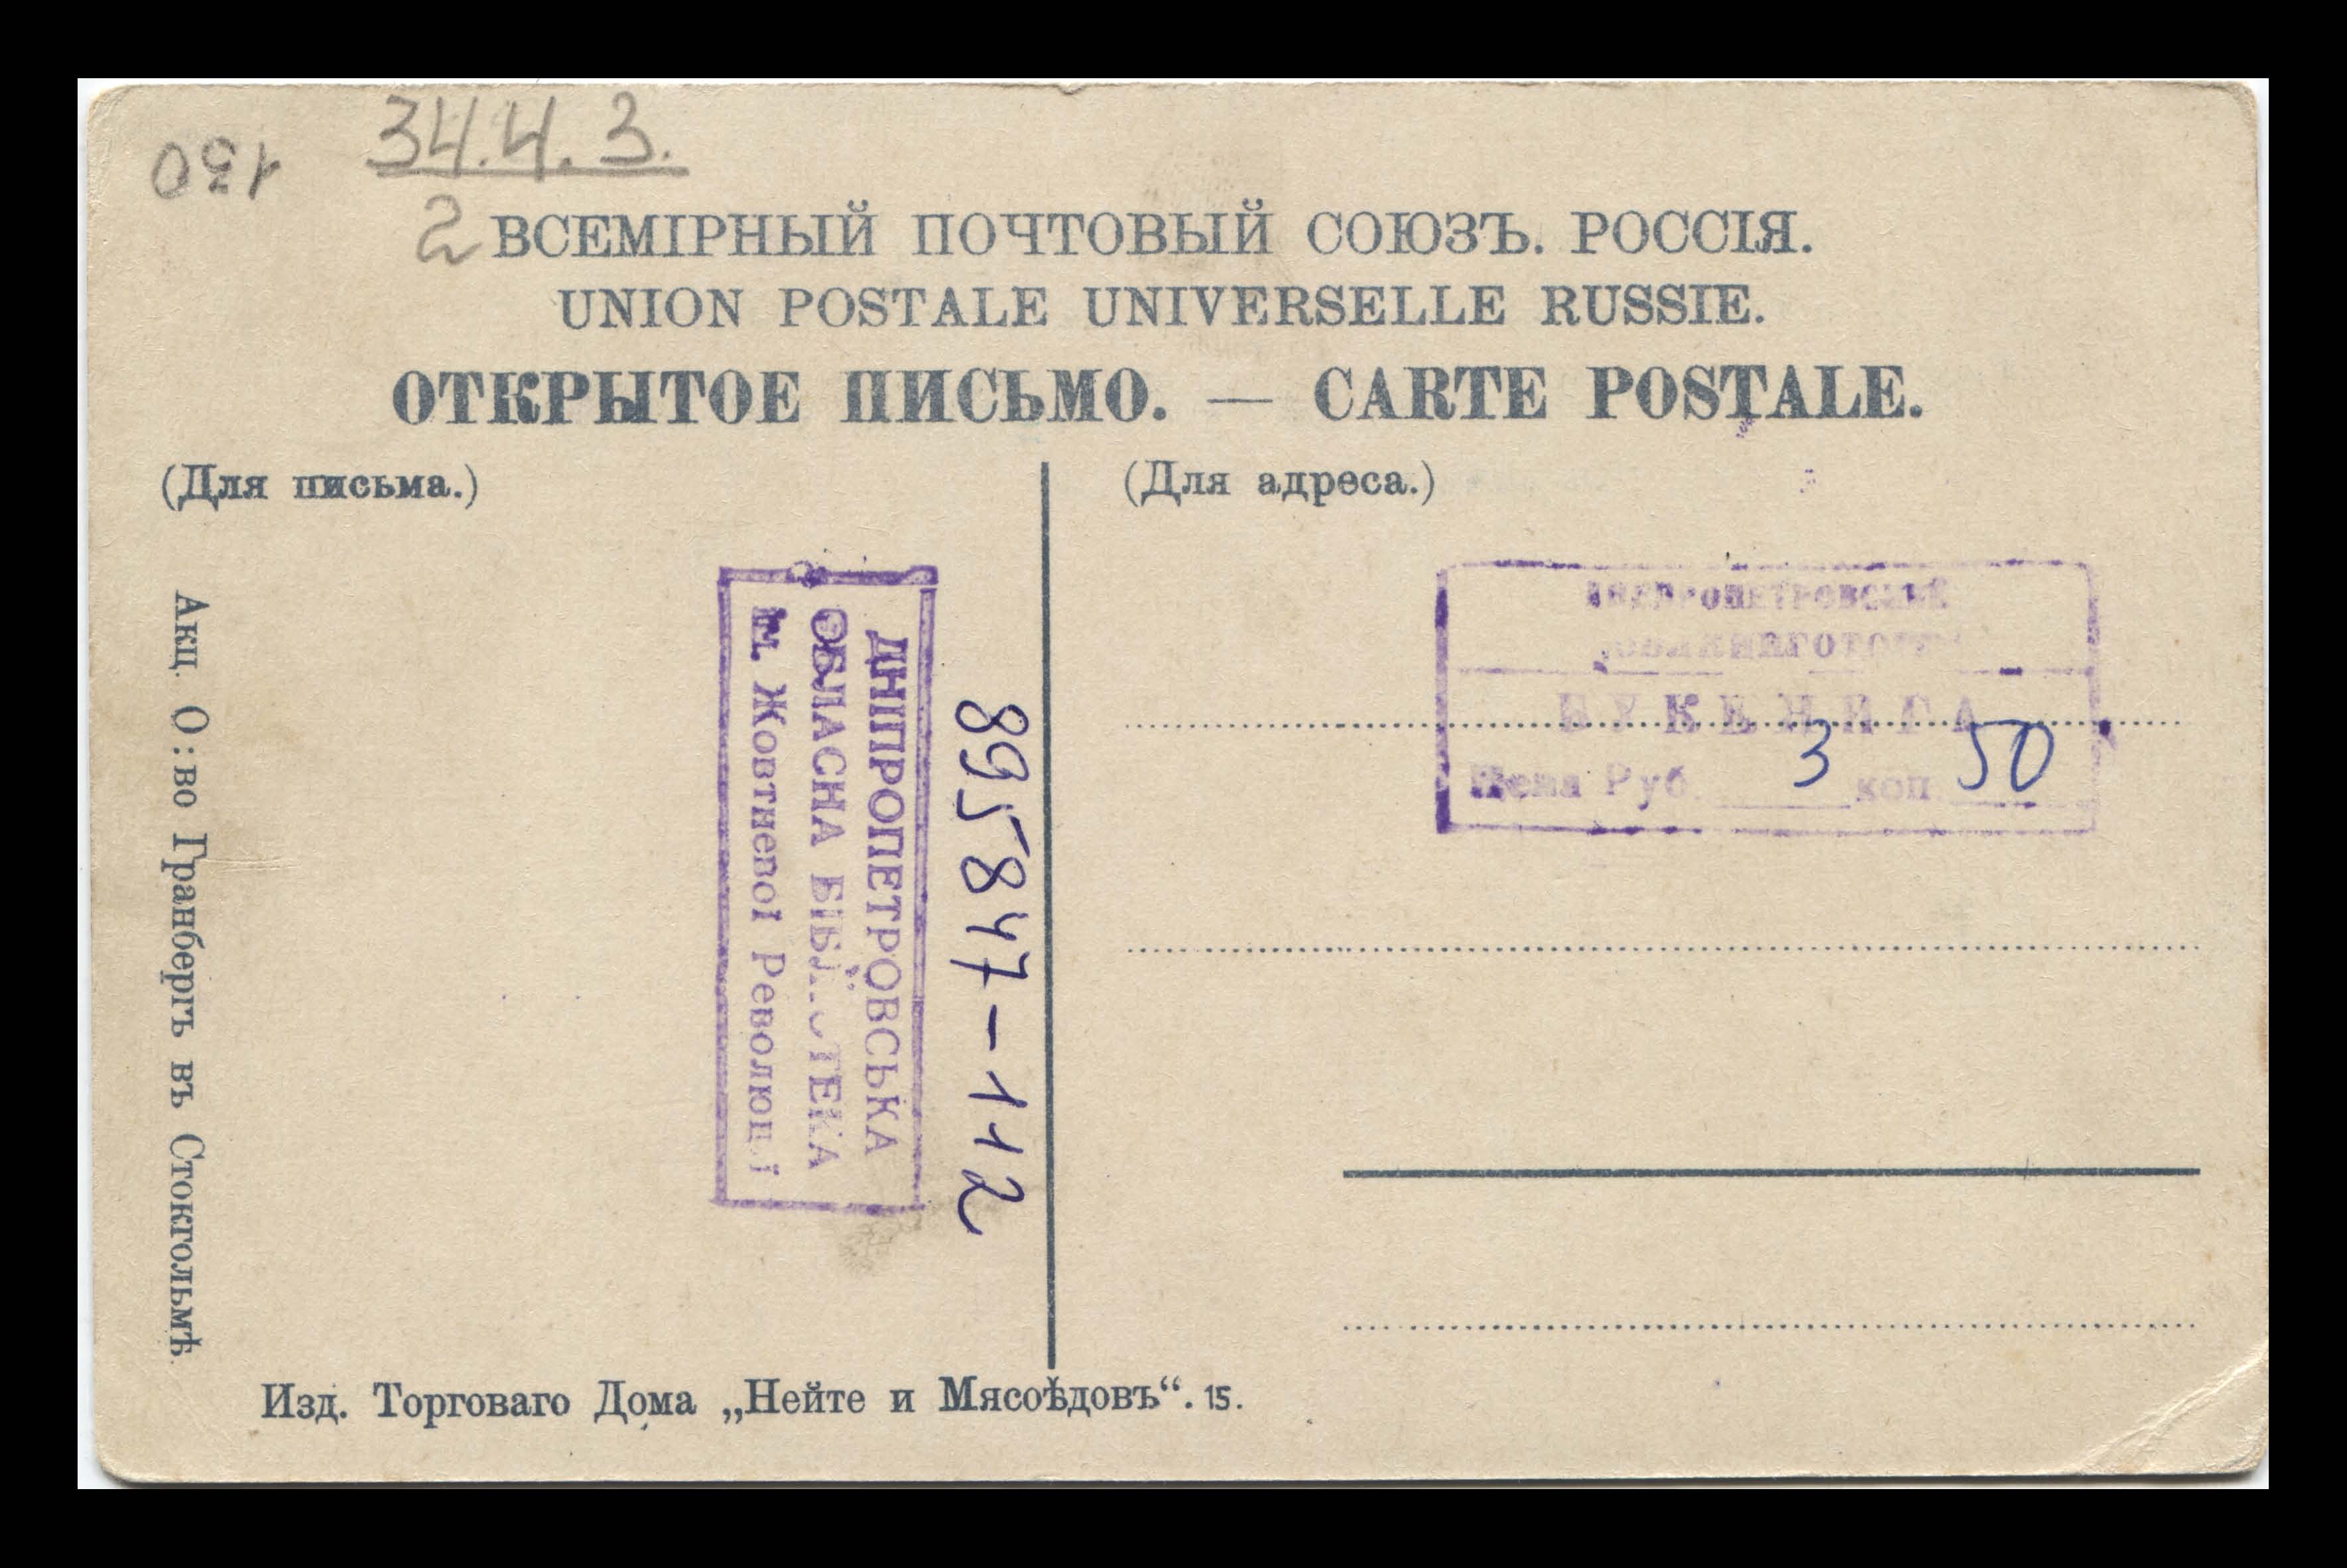 34.4.3.
150
2
ВСЕМІРНЫЙ ПОЧТОВЫЙ СОЮЗЪ. РОССІЯ.
UNION POSTALE UNIVERSELLE RUSSIE.
ОТКРЫТОЕ ПИСЬМО. — CARTE POSTALE.
(Для письма.)
(Для адреса.)
Акц. О:во Гранбергъ въ Стокгольмѣ.
ДНІПРОПЕТРОВСЬКА
ОБЛАСНА БІБЛІОТЕКА
ім. Жовтневої Революції
895847-112
БУККНИГА
Цена Руб. 3 коп 50
Изд. Торговаго Дома „Нейте и Мясоѣдовъ“. 15.